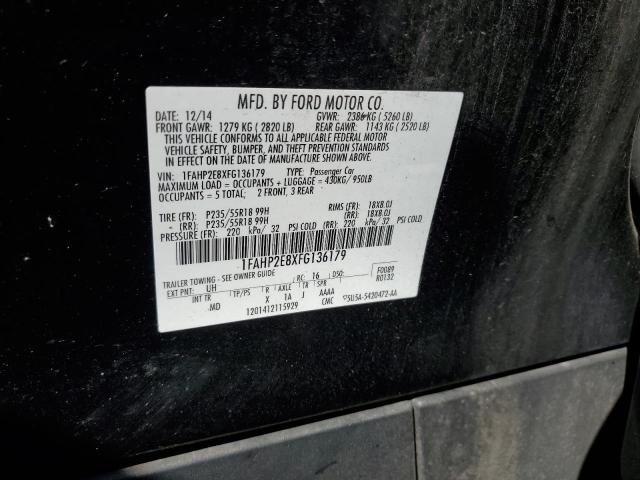 MFD. BY FORD MOTOR CO.
DATE: 12/14 GVWR: 2386 KG ( 5260 LB)
FRONT GAWR: 1279 KG ( 2820 LB) REAR GAWR: 1143 KG ( 2520 LB)
THIS VEHICLE CONFORMS TO ALL APPLICABLE FEDERAL MOTOR
VEHICLE SAFETY, BUMPER, AND THEFT PREVENTION STANDARDS
IN EFFECT ON THE DATE OF MANUFACTURE SHOWN ABOVE.
VIN: 1FAHP2E8XFG136179 TYPE: Passenger Car
MAXIMUM LOAD = OCCUPANTS + LUGGAGE = 430KG/ 950LB
OCCUPANTS = 5 TOTAL; 2 FRONT, 3 REAR
TIRE (FR): P235/55R18 99H RIMS (FR): 18X8.0J
- (RR): P235/55R18 99H (RR): 18X8.0J
PRESSURE (FR): 220 kPa/ 32 PSI COLD (RR): 220 kPa/ 32 PSI COLD
1FAHP2E8XFG136179
TRAILER TOWING - SEE OWNER GUIDE
EXT PNT: UH RC: 16 DSO: F0089
R0132
INT TR TP/PS R AXLE TR SPR
MD X 1A J AAAA
1201412115929 CMC 5U5A-5420472-AA